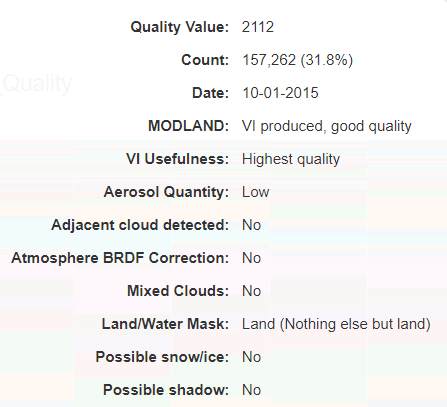 Quality Value: 2112
Count: 157,262 (31.8%)
Quality
Date: 10-01-2015
MODLAND: VI produced, good quality
VI Usefulness: Highest quality
Aerosol Quantity: Low
Adjacent cloud detected: No
Atmosphere BRDF Correction: No
Mixed Clouds: No
Land/Water Mask: Land (Nothing else but land)
Possible snow/ice: No
Possible shadow: No